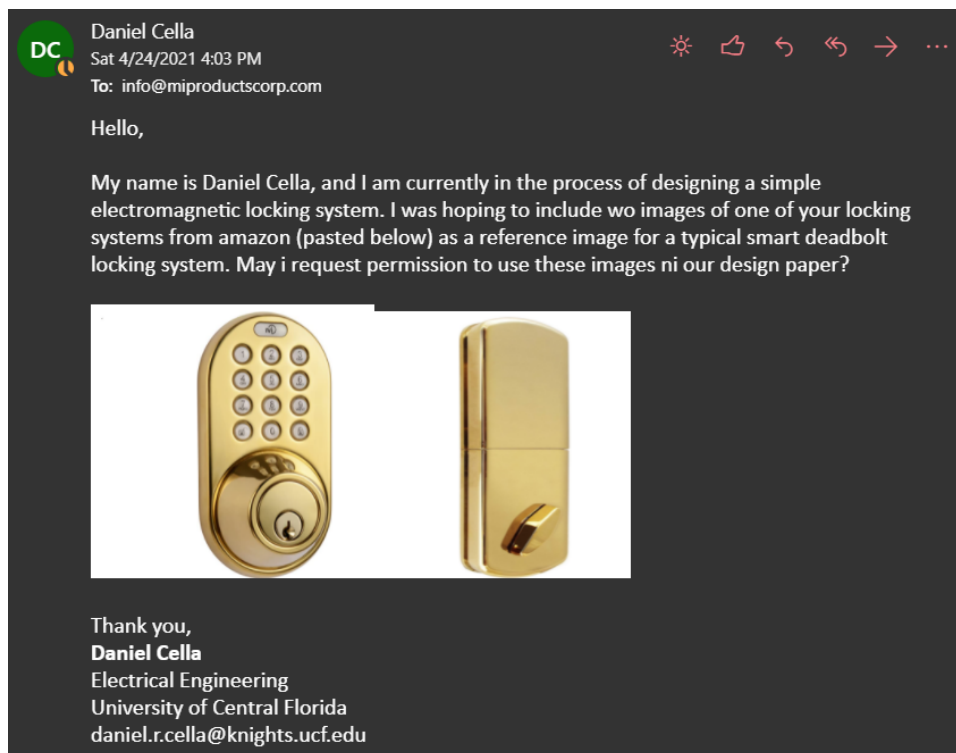 DC
Daniel Cella
Sat 4/24/2021 4:03 PM
To: info@miproductscorp.com
Hello,
My name is Daniel Cella, and I am currently in the process of designing a simple
electromagnetic locking system. I was hoping to include wo images of one of your locking
systems from amazon (pasted below) as a reference image for a typical smart deadbolt
locking system. May i request permission to use these images ni our design paper?
Thank you,
Daniel Cella
Electrical Engineering
University of Central Florida
daniel.r.cella@knights.ucf.edu